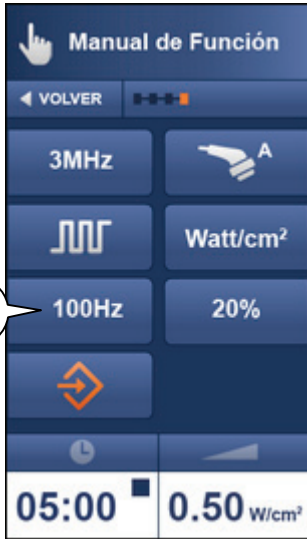 Manual de Función
VOLVER
3MHz
A
Watt/cm²
100Hz
20%
05:00
0.50 W/cm²